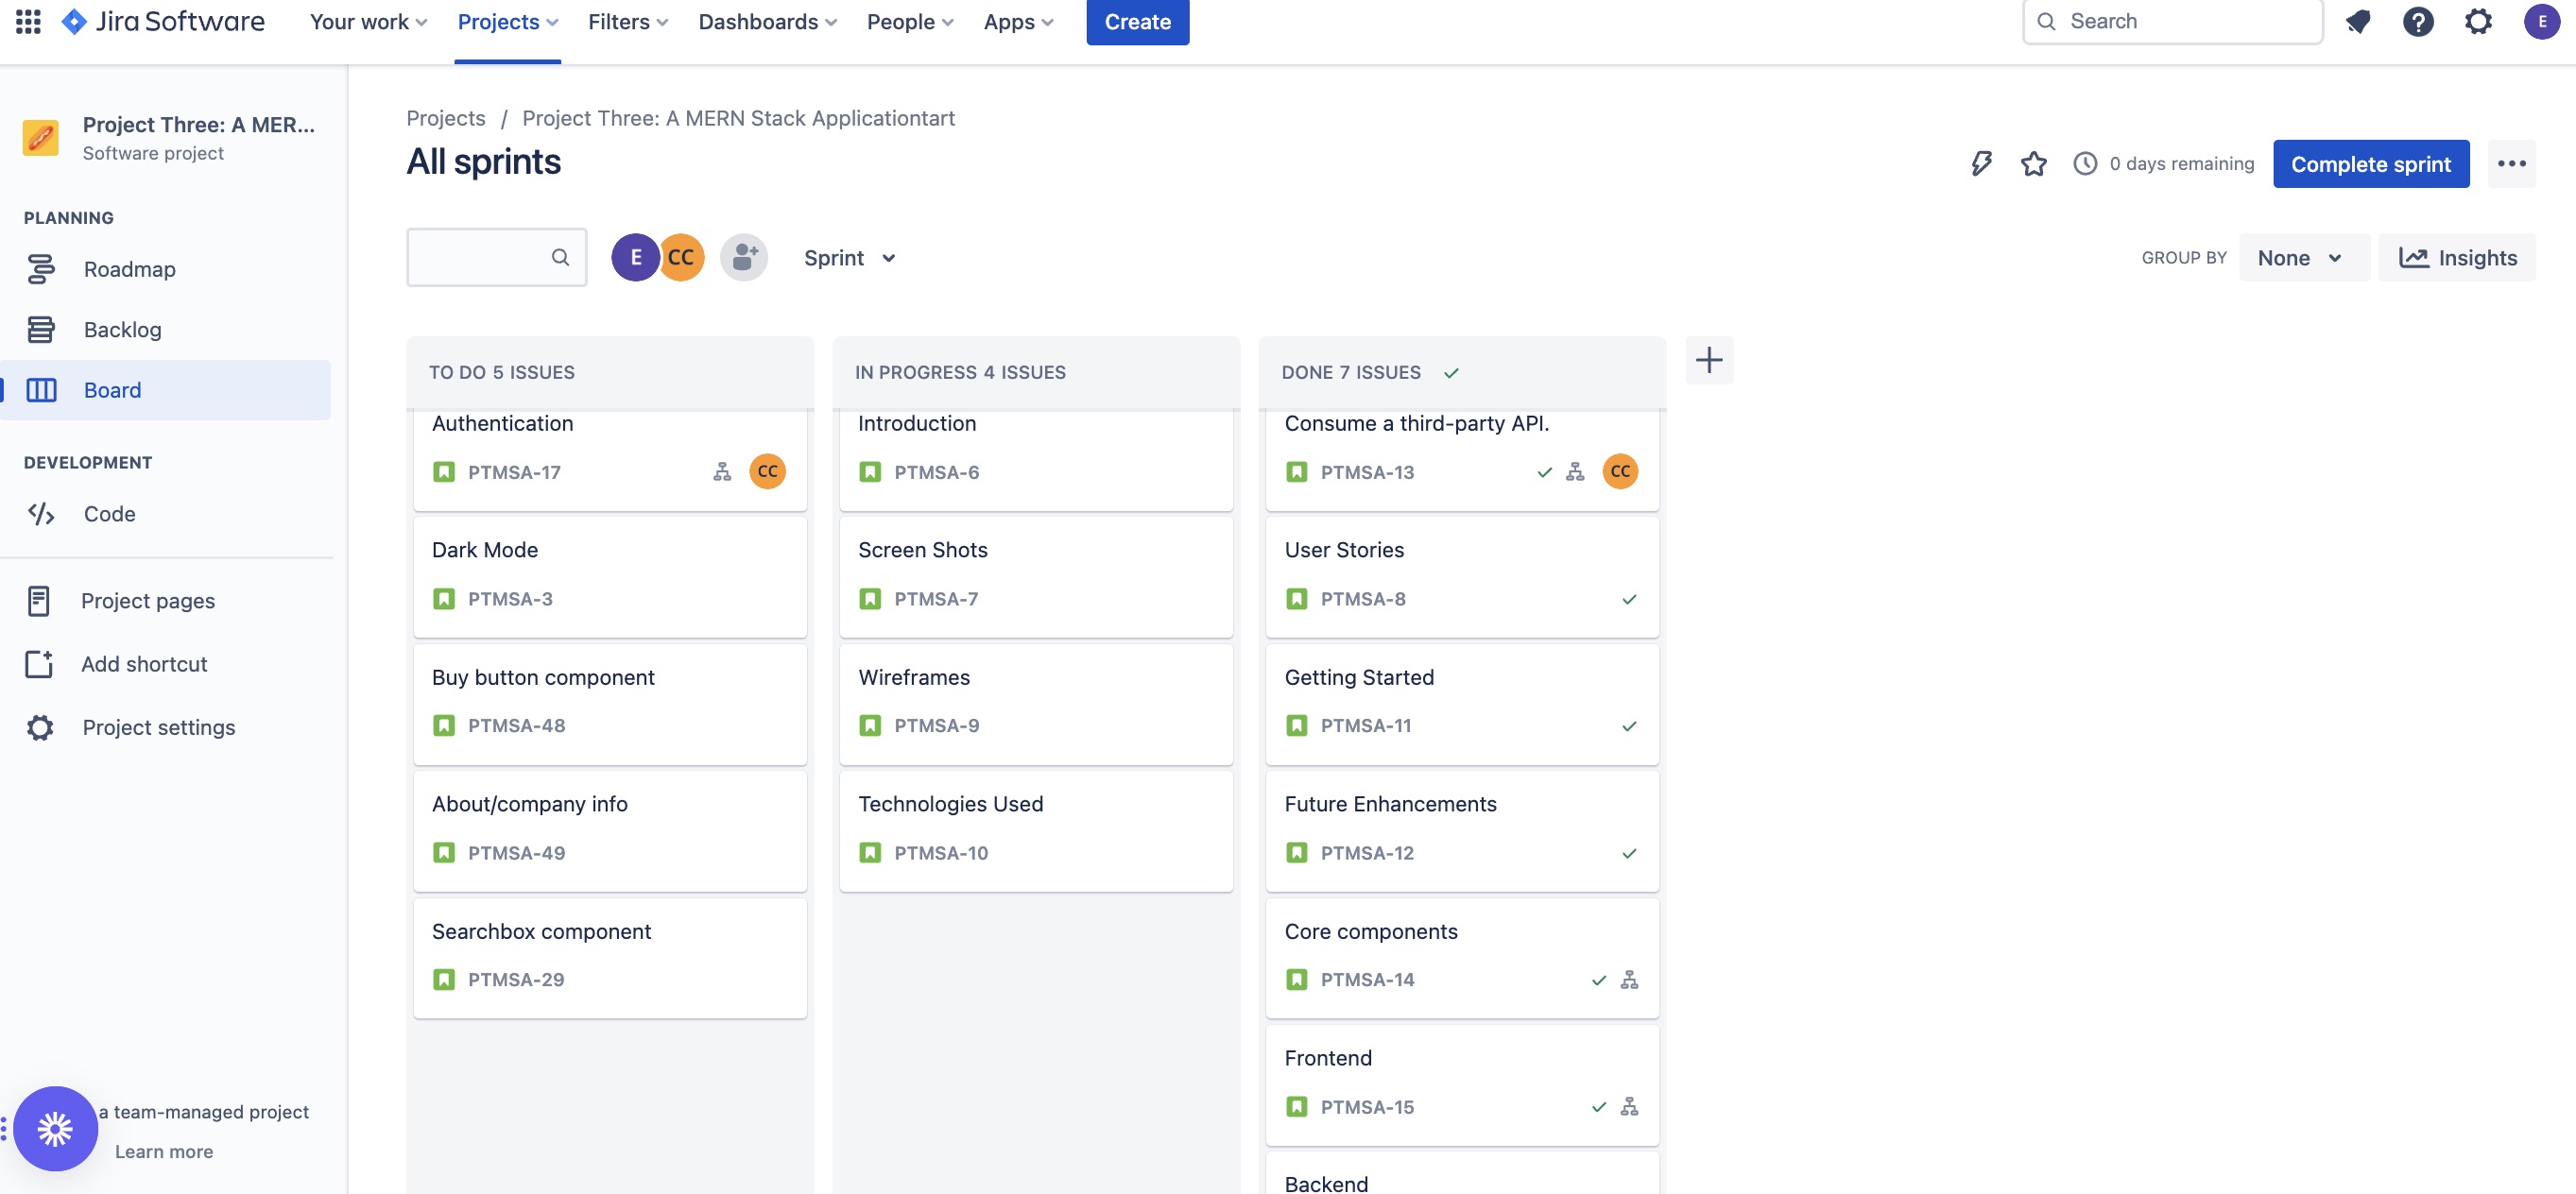 Jira Software
Your work
Projects
Filters
Dashboards
People
Apps
Create
Search
E
Project Three: A MER...
Software project
PLANNING
Roadmap
Backlog
Board
DEVELOPMENT
Code
Project pages
Add shortcut
Project settings
a team-managed project
Learn more
Projects / Project Three: A MERN Stack Applicationtart
All sprints
0 days remaining
Complete sprint
E
CC
Sprint
GROUP BY
None
Insights
TO DO 5 ISSUES
Authentication
PTMSA-17
CC
Dark Mode
PTMSA-3
Buy button component
PTMSA-48
About/company info
PTMSA-49
Searchbox component
PTMSA-29
IN PROGRESS 4 ISSUES
Introduction
PTMSA-6
Screen Shots
PTMSA-7
Wireframes
PTMSA-9
Technologies Used
PTMSA-10
DONE 7 ISSUES
Consume a third-party API.
PTMSA-13
CC
User Stories
PTMSA-8
Getting Started
PTMSA-11
Future Enhancements
PTMSA-12
Core components
PTMSA-14
Frontend
PTMSA-15
Backend